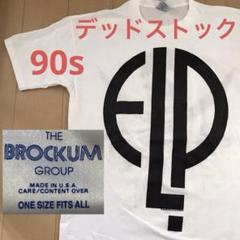 デッドストック
90s
ELP
THE
BROCKUM
GROUP
MADE IN U.S.A.
CARE/CONTENT OVER
ONE SIZE FITS ALL